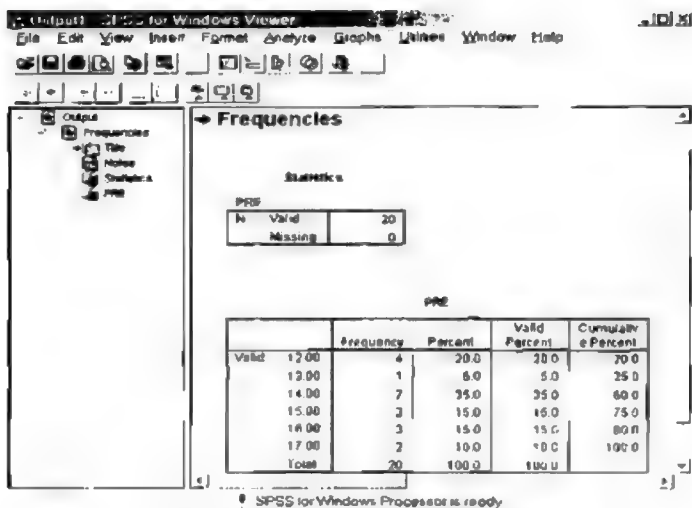 Output1 - SPSS for Windows Viewer
File Edit View Insert Format Analyze Graphs Utilities Window Help
Output
Frequencies
Title
Notes
Statistics
PRE
Frequencies
Statistics
PRE
N Valid 20
Missing 0
PRE
Frequency Percent Valid Percent Cumulativ e Percent
Valid 12.00 4 20.0 20.0 20.0
13.00 1 5.0 5.0 25.0
14.00 7 35.0 35.0 60.0
15.00 3 15.0 15.0 75.0
16.00 3 15.0 15.0
17.00 2 10.0 10.0 100.0
Total 20 100.0 100.0
SPSS for Windows Processor is ready